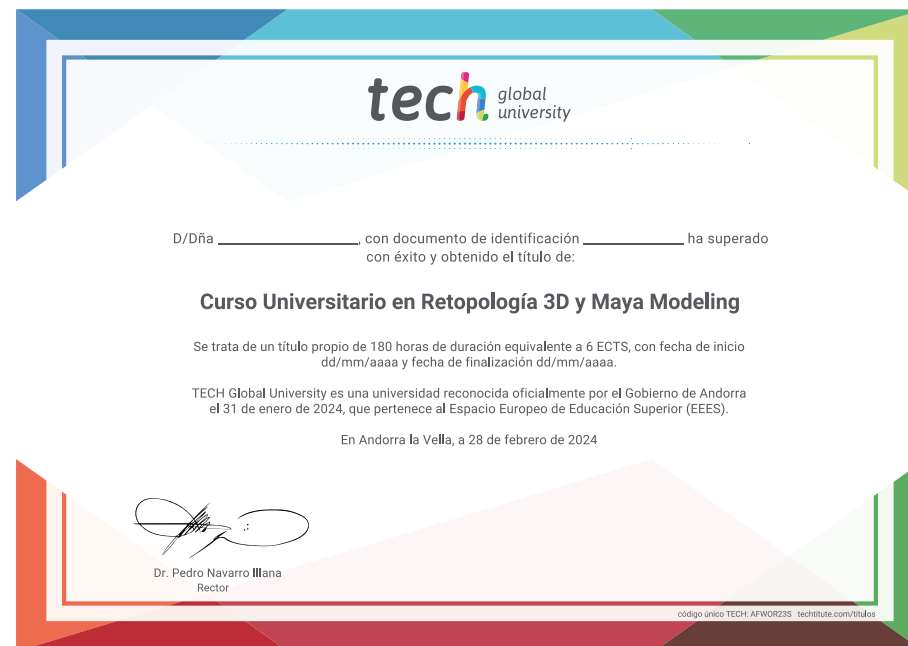 tech global university
D/Dña ____________, con documento de identificación ____________ ha superado
con éxito y obtenido el título de:
Curso Universitario en Retopología 3D y Maya Modeling
Se trata de un título propio de 180 horas de duración equivalente a 6 ECTS, con fecha de inicio
dd/mm/aaaa y fecha de finalización dd/mm/aaaa.
TECH Global University es una universidad reconocida oficialmente por el Gobierno de Andorra
el 31 de enero de 2024, que pertenece al Espacio Europeo de Educación Superior (EEES).
En Andorra la Vella, a 28 de febrero de 2024
Dr. Pedro Navarro Illana
Rector
código único TECH: AFWOR23S techtitute.com/titulos